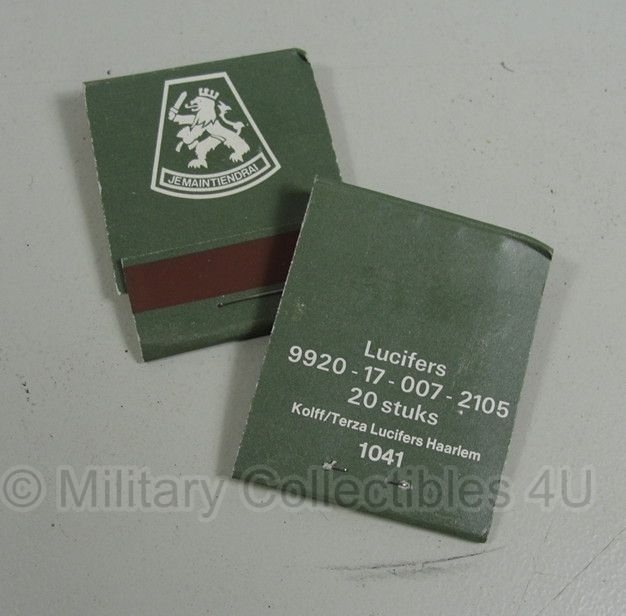 JEMAINTIENDRAI
Lucifers
9920-17-007-2105
20 stuks
Kolff/Terza Lucifers Haarlem
1041
© Military Collectibles 4U